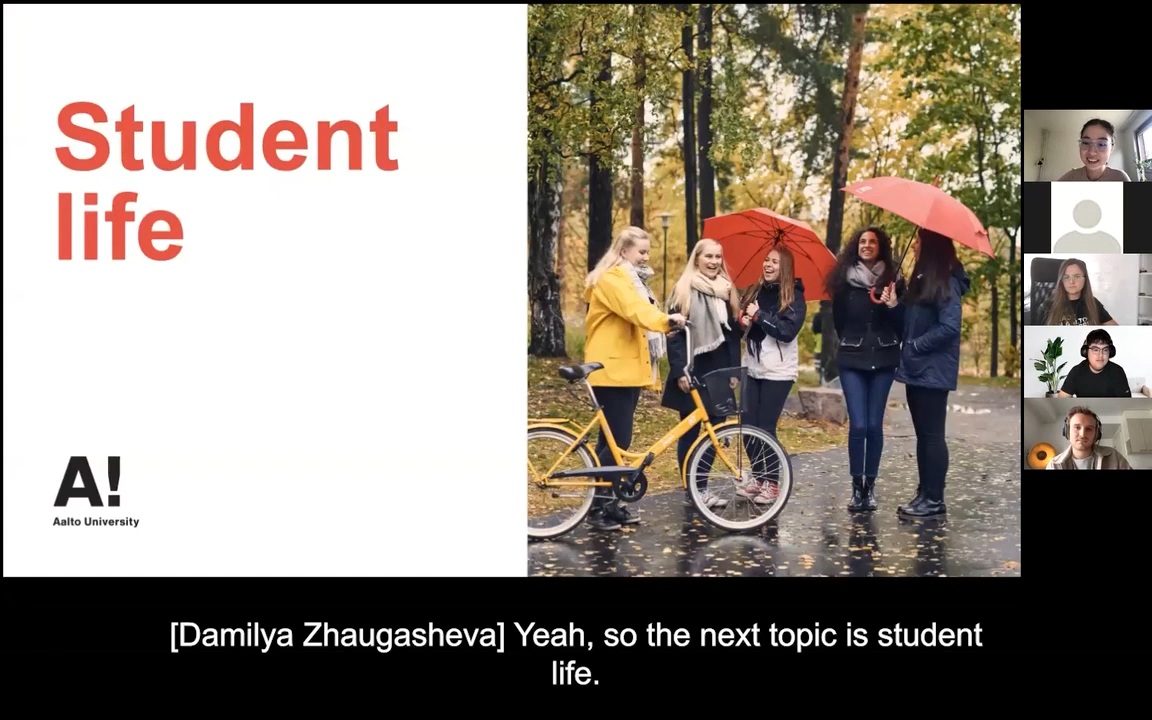 Student
life
A!
Aalto University
[Damilya Zhaugasheva] Yeah, so the next topic is student
life.